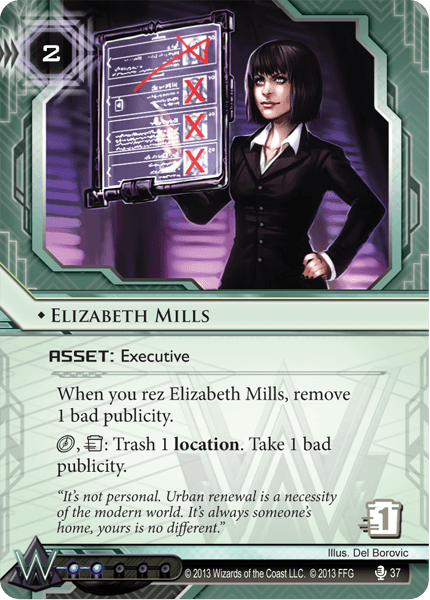 2
◆ ELIZABETH MILLS
ASSET: Executive
When you rez Elizabeth Mills, remove
1 bad publicity.
: Trash 1 location. Take 1 bad
publicity.
“It’s not personal. Urban renewal is a necessity
of the modern world. It’s always someone’s
home, yours is no different.”
1
Illus. Del Borovic
W
© 2013 Wizards of the Coast LLC. © 2013 FFG
37